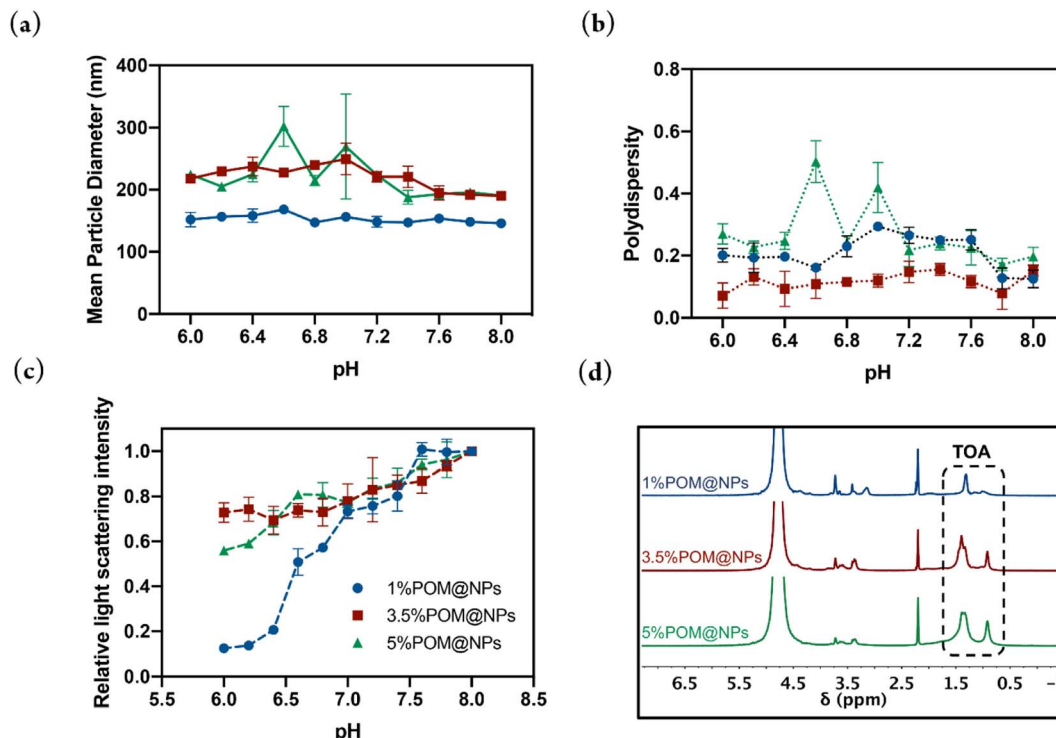 (a)
Mean Particle Diameter (nm)
400
300
200
100
0
6.0 6.4 6.8 7.2 7.6 8.0
pH
(b)
Polydispersity
0.8
0.6
0.4
0.2
0.0
6.0 6.4 6.8 7.2 7.6 8.0
pH
(c)
Relative light scattering intensity
1.0
0.8
0.6
0.4
0.2
0.0
5.5 6.0 6.5 7.0 7.5 8.0 8.5
pH
1%POM@NPs
3.5%POM@NPs
5%POM@NPs
(d)
TOA
1%POM@NPs
3.5%POM@NPs
5%POM@NPs
6.5 5.5 4.5 3.5 2.5 1.5 0.5 −
δ (ppm)